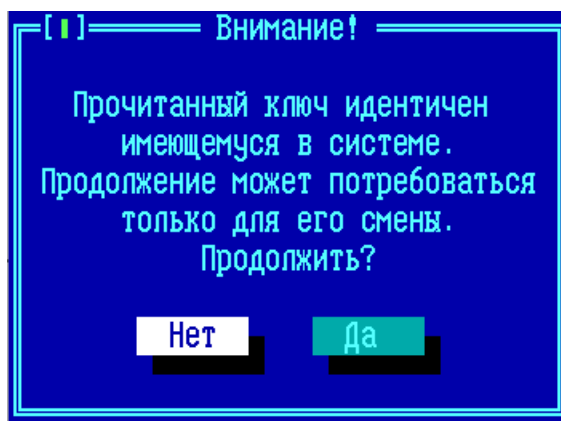 [▮] Внимание!
Прочитанный ключ идентичен
имеющемуся в системе.
Продолжение может потребоваться
только для его смены.
Продолжить?
Нет Да